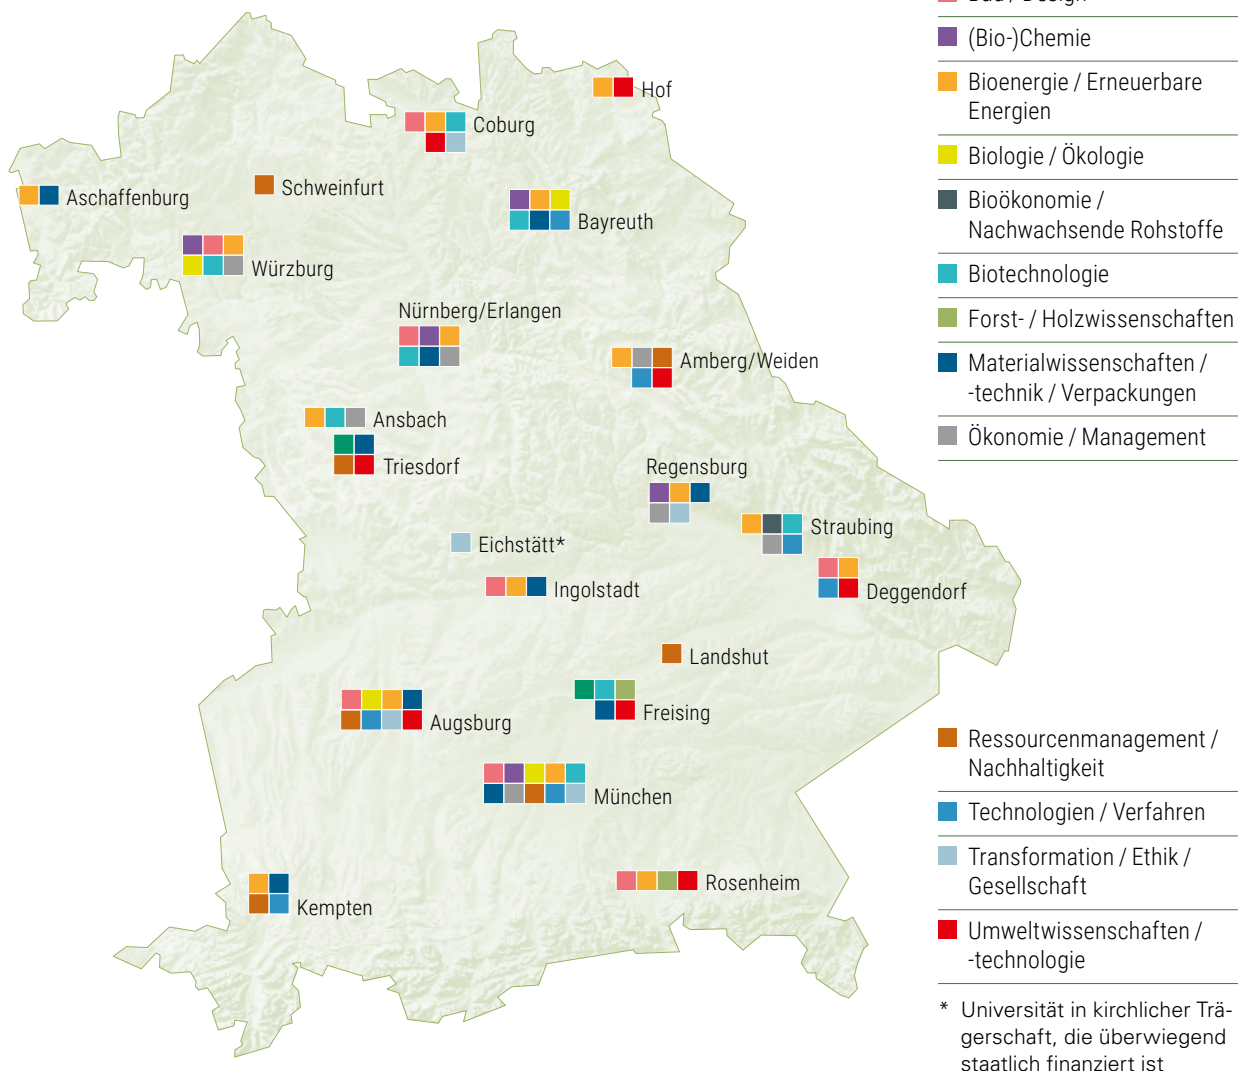 Bau / Design
(Bio-)Chemie
Bioenergie / Erneuerbare
Energien
Biologie / Ökologie
Bioökonomie /
Nachwachsende Rohstoffe
Biotechnologie
Forst- / Holzwissenschaften
Materialwissenschaften /
-technik / Verpackungen
Ökonomie / Management
Hof
Coburg
Schweinfurt
Aschaffenburg
Bayreuth
Würzburg
Nürnberg/Erlangen
Amberg/Weiden
Ansbach
Triesdorf
Regensburg
Straubing
Eichstätt*
Ingolstadt
Deggendorf
Landshut
Freising
Augsburg
München
Rosenheim
Kempten
Ressourcenmanagement /
Nachhaltigkeit
Technologien / Verfahren
Transformation / Ethik /
Gesellschaft
Umweltwissenschaften /
-technologie
* Universität in kirchlicher Trä-
gerschaft, die überwiegend
staatlich finanziert ist